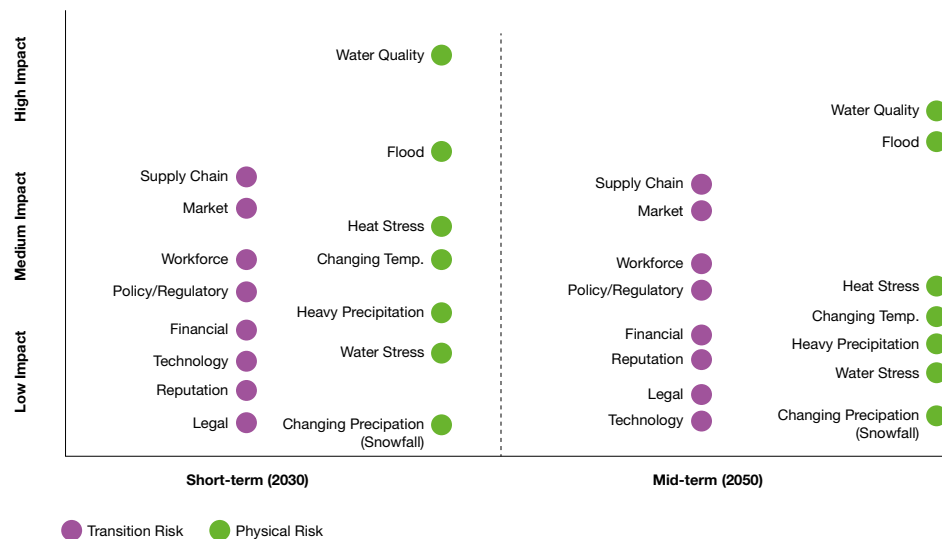 High Impact
Medium Impact
Low Impact
Water Quality
Flood
Supply Chain
Market
Heat Stress
Workforce
Changing Temp.
Policy/Regulatory
Heavy Precipitation
Financial
Water Stress
Technology
Reputation
Legal
Changing Precipation
(Snowfall)
Water Quality
Flood
Supply Chain
Market
Workforce
Heat Stress
Policy/Regulatory
Changing Temp.
Financial
Heavy Precipitation
Reputation
Water Stress
Legal
Technology
Changing Precipation
(Snowfall)
Short-term (2030)
Mid-term (2050)
Transition Risk
Physical Risk